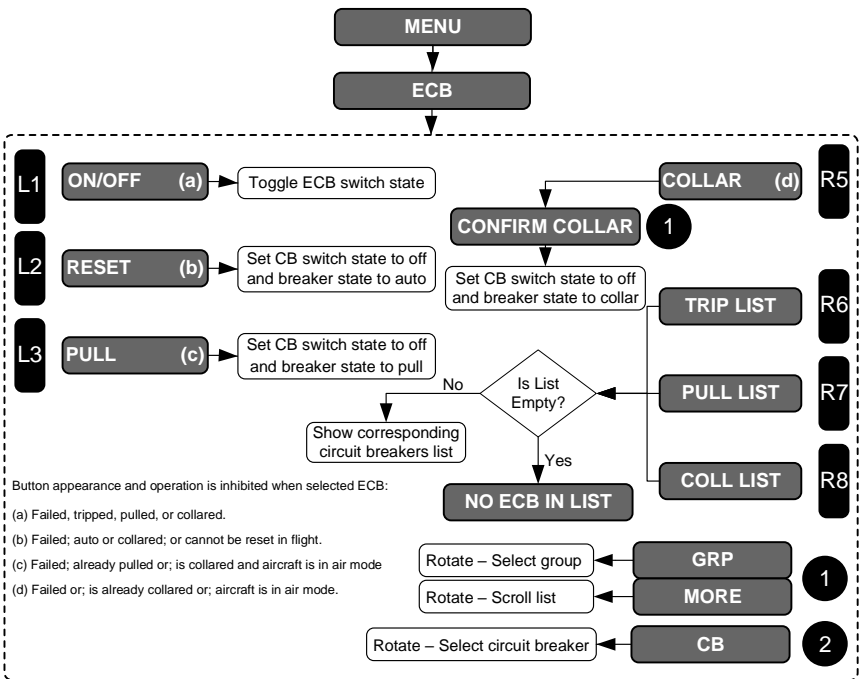 MENU
ECB
L1
ON/OFF (a)
Toggle ECB switch state
COLLAR (d)
R5
CONFIRM COLLAR
1
L2
RESET (b)
Set CB switch state to off
and breaker state to auto
Set CB switch state to off
and breaker state to collar
TRIP LIST
R6
L3
PULL (c)
Set CB switch state to off
and breaker state to pull
No
Is List
Empty?
PULL LIST
R7
Show corresponding
circuit breakers list
Yes
COLL LIST
R8
NO ECB IN LIST
Button appearance and operation is inhibited when selected ECB:
(a) Failed, tripped, pulled, or collared.
(b) Failed; auto or collared; or cannot be reset in flight.
(c) Failed; already pulled or; is collared and aircraft is in air mode
(d) Failed or; is already collared or; aircraft is in air mode.
Rotate – Select group
GRP
1
Rotate – Scroll list
MORE
Rotate – Select circuit breaker
CB
2